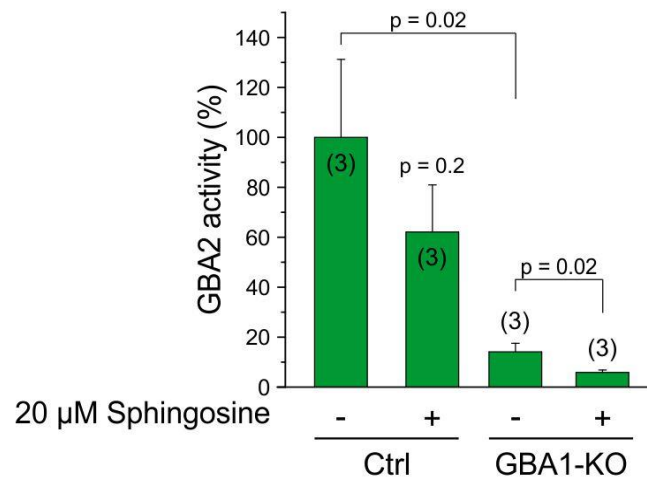 p = 0.02
140
120
100
80
60
40
20
0
GBA2 activity (%)
(3)
p = 0.2
(3)
p = 0.02
(3)
(3)
20 µM Sphingosine - + - +
Ctrl GBA1-KO